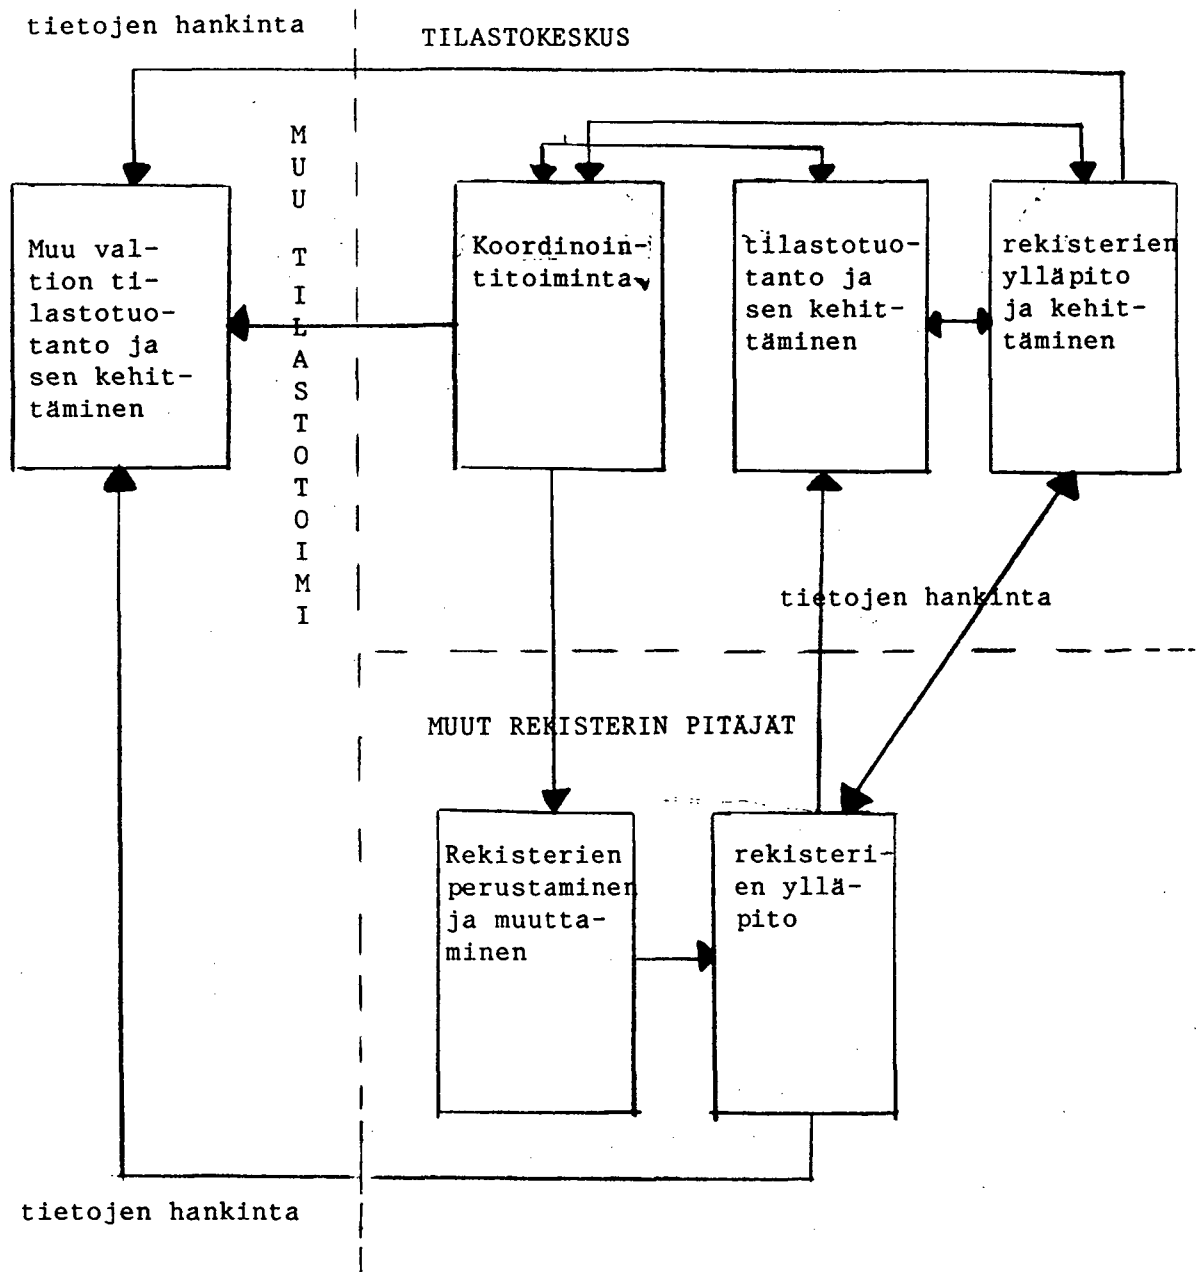 tietojen hankinta
TILASTOKESKUS
MUU TILASTOTOIMI
Muu val-
tion ti-
lastotuo-
tanto ja
sen kehit-
täminen
Koordinoin-
titoiminta
tilastotuo-
tanto ja
sen kehit-
täminen
rekisterien
ylläpito
ja kehit-
täminen
tietojen hankinta
MUUT REKISTERIN PITÄJÄT
Rekisterien
perustaminen
ja muutta-
minen
rekisteri-
en yllä-
pito
tietojen hankinta